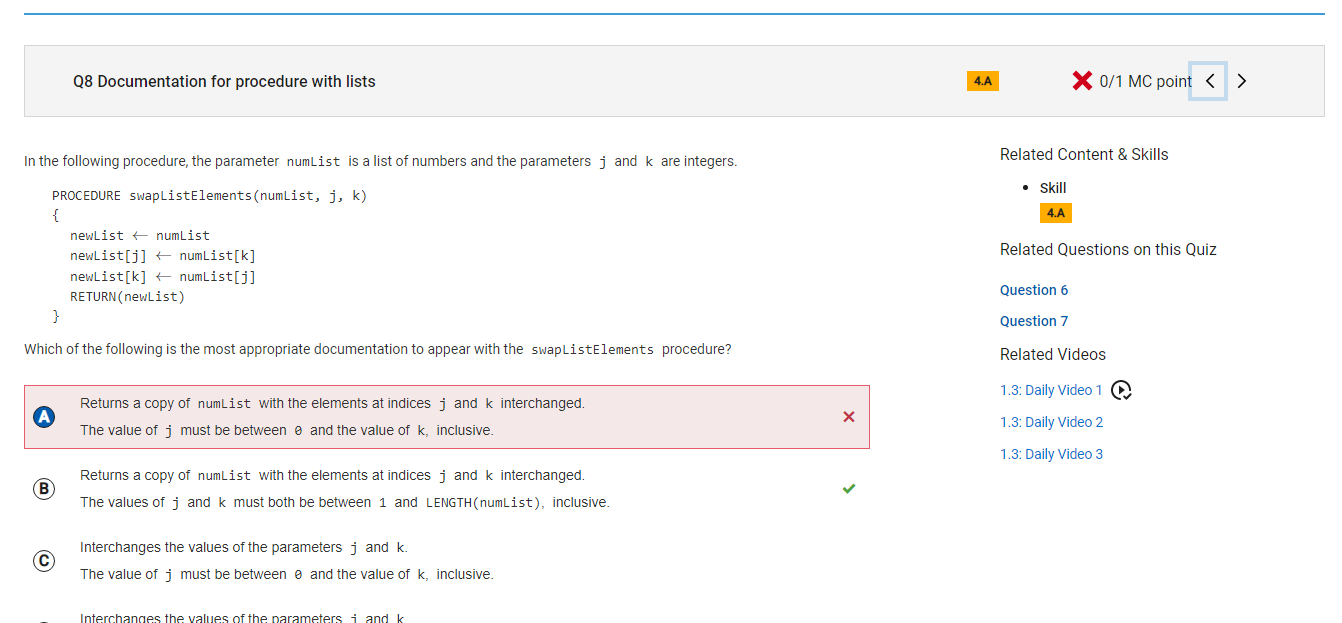 Q8 Documentation for procedure with lists
4.A
0/1 MC point
In the following procedure, the parameter numList is a list of numbers and the parameters j and k are integers.
PROCEDURE swapListElements(numList, j, k)
{
newList ← numList
newList[j] ← numList[k]
newList[k] ← numList[j]
RETURN(newList)
}
Which of the following is the most appropriate documentation to appear with the swapListElements procedure?
A
Returns a copy of numList with the elements at indices j and k interchanged.
The value of j must be between 0 and the value of k, inclusive.
B
Returns a copy of numList with the elements at indices j and k interchanged.
The values of j and k must both be between 1 and LENGTH(numList), inclusive.
C
Interchanges the values of the parameters j and k.
The value of j must be between 0 and the value of k, inclusive.
Interchanges the values of the parameters j and k
Related Content & Skills
• Skill
4.A
Related Questions on this Quiz
Question 6
Question 7
Related Videos
1.3: Daily Video 1
1.3: Daily Video 2
1.3: Daily Video 3